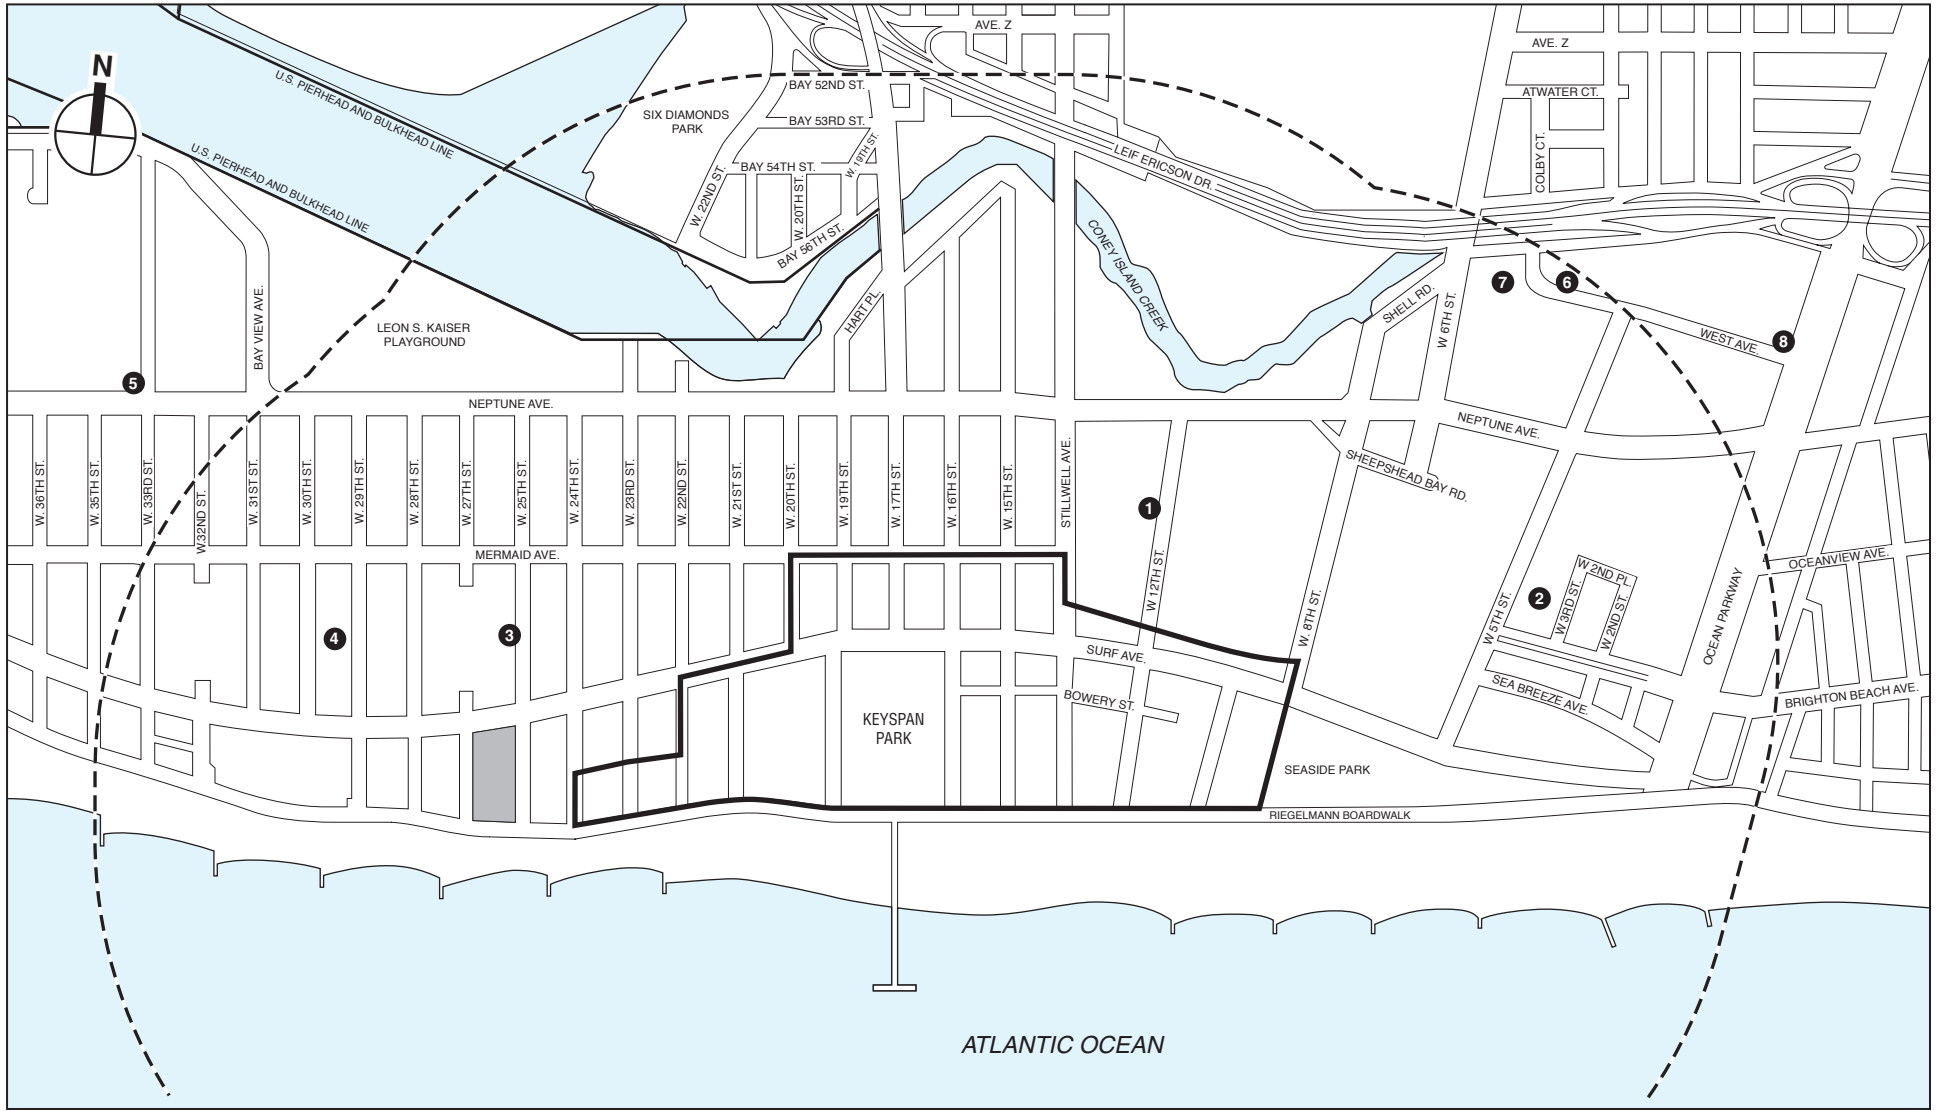 AVE. Z
AVE. Z
N
U.S. PIERHEAD AND BULKHEAD LINE
BAY 52ND ST.
ATWATER CT.
SIX DIAMONDS
PARK
BAY 53RD ST.
W. 19TH ST.
LEIF ERICSON DR.
COLBY CT.
U.S. PIERHEAD AND BULKHEAD LINE
BAY 54TH ST.
W. 22ND ST.
W. 20TH ST.
BAY 56TH ST.
CONEY ISLAND CREEK
7
6
BAY VIEW AVE.
HART PL.
SHELL RD.
W 6TH ST.
LEON S. KAISER
PLAYGROUND
WEST AVE.
8
5
NEPTUNE AVE.
NEPTUNE AVE.
SHEEPSHEAD BAY RD.
W. 36TH ST.
W. 35TH ST.
W. 33RD ST.
W.32ND ST.
W. 31ST ST.
W. 30TH ST.
W. 29TH ST.
W. 28TH ST.
W. 27TH ST.
W. 25TH ST.
W. 24TH ST.
W. 23RD ST.
W. 22ND ST.
W. 21ST ST.
W. 20TH ST.
W. 19TH ST.
W. 17TH ST.
W. 16TH ST.
W. 15TH ST.
STILLWELL AVE.
1
MERMAID AVE.
OCEANVIEW AVE.
W 12TH ST.
W. 8TH ST.
W 5TH ST.
2
W 2ND PL.
W 3RD ST.
W 2ND ST.
OCEAN PARKWAY
4
3
SURF AVE.
BOWERY ST.
SEA BREEZE AVE.
BRIGHTON BEACH AVE.
KEYSPAN
PARK
SEASIDE PARK
RIEGELMANN BOARDWALK
ATLANTIC OCEAN